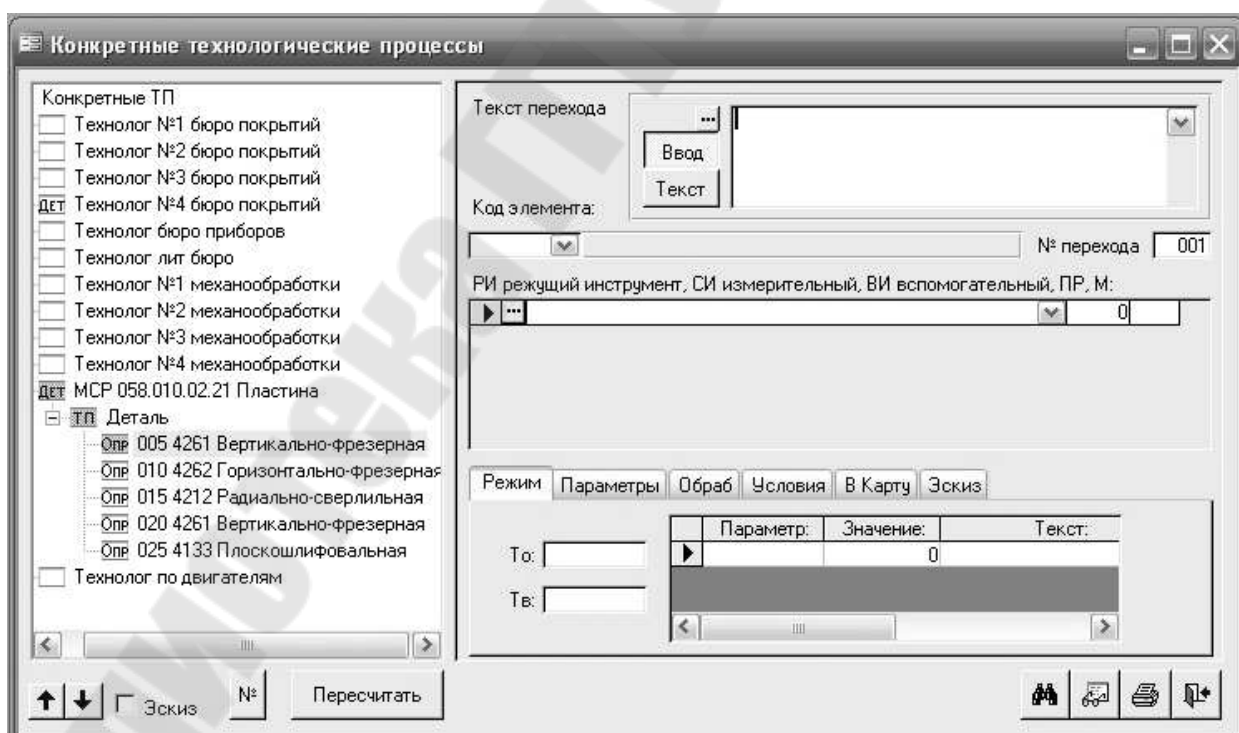 Конкретные технологические процессы
Конкретные ТП
Технолог №1 бюро покрытий
Технолог №2 бюро покрытий
Технолог №3 бюро покрытий
ДЕТ Технолог №4 бюро покрытий
Технолог бюро приборов
Технолог лит бюро
Технолог №1 механообработки
Технолог №2 механообработки
Технолог №3 механообработки
Технолог №4 механообработки
ДЕТ МСР 058.010.02.21 Пластина
ТП Деталь
Опр 005 4261 Вертикально-фрезерная
Опр 010 4262 Горизонтально-фрезерная
Опр 015 4212 Радиально-сверлильная
Опр 020 4261 Вертикально-фрезерная
Опр 025 4133 Плоскошлифовальная
Технолог по двигателям
Эскиз
№
Пересчитать
Текст перехода
...
Ввод
Текст
Код элемента:
№ перехода 001
РИ режущий инструмент, СИ измерительный, ВИ вспомогательный, ПР, М:
... 0
Режим Параметры Обраб Условия В Карту Эскиз
То:
Тв:
Параметр: Значение: Текст:
0